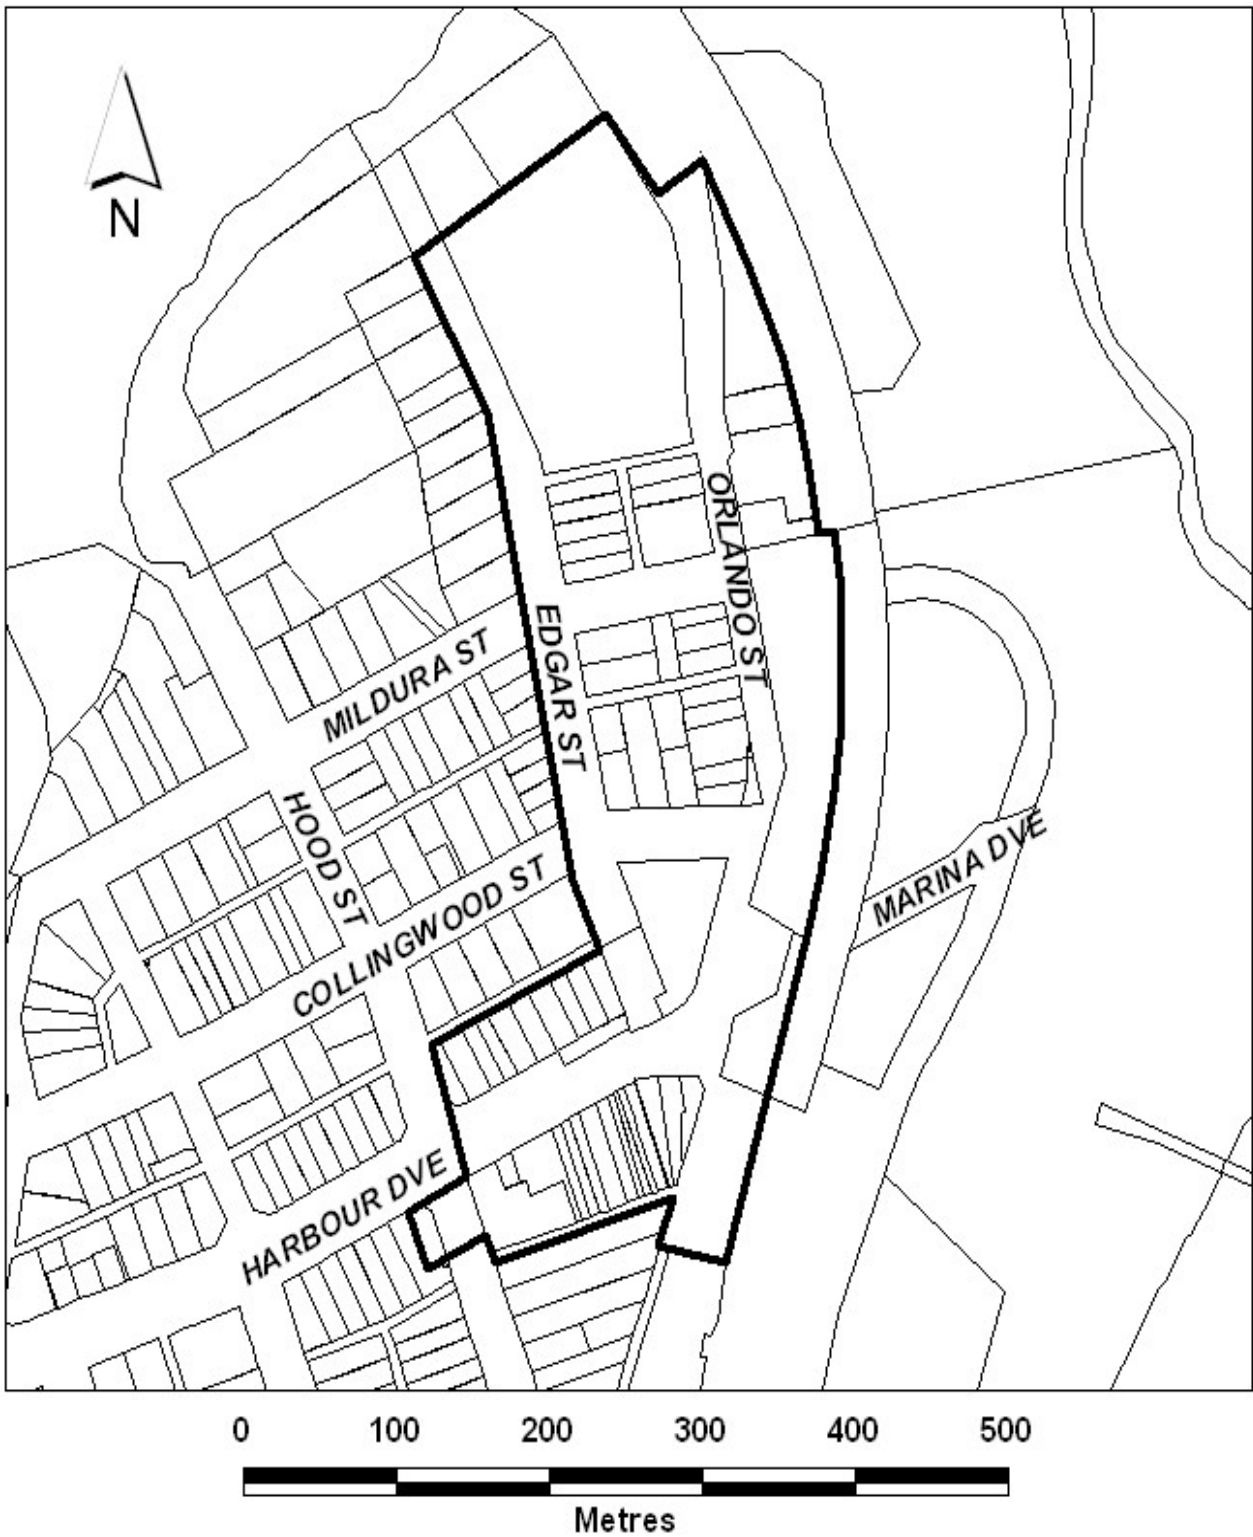 N
ORLANDO ST
EDGAR ST
MILDURA ST
HOOD ST
COLLINGWOOD ST
MARINA DVE
HARBOUR DVE
0 100 200 300 400 500
Metres